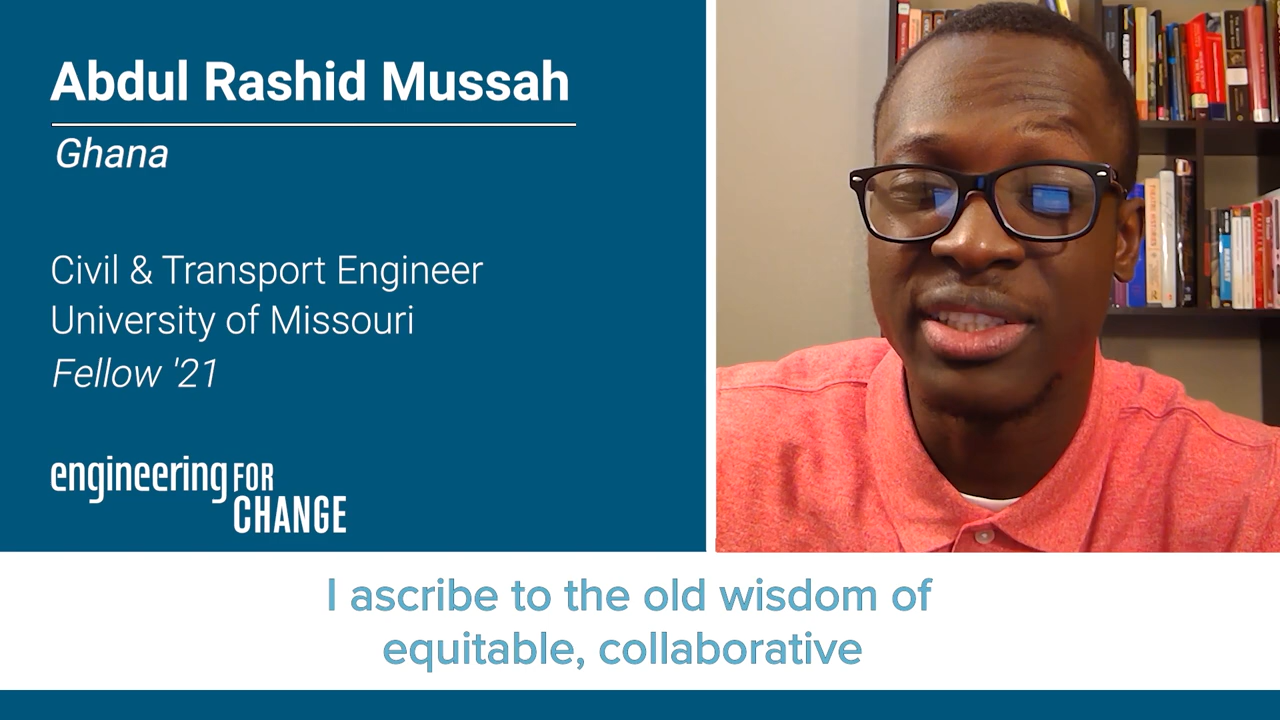 Abdul Rashid Mussah
Ghana
Civil & Transport Engineer
University of Missouri
Fellow '21
engineering FOR
CHANGE
I ascribe to the old wisdom of
equitable, collaborative